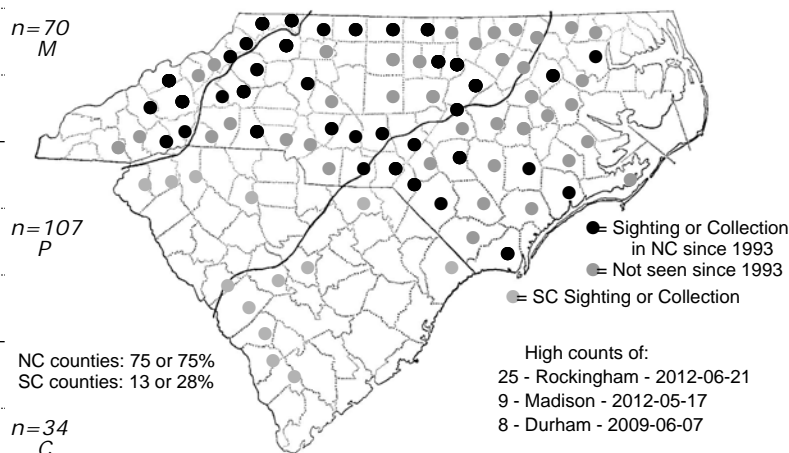 n=70
M
n=107
P
n=34
C
= Sighting or Collection
in NC since 1993
= Not seen since 1993
= SC Sighting or Collection
NC counties: 75 or 75%
SC counties: 13 or 28%
High counts of:
25 - Rockingham - 2012-06-21
9 - Madison - 2012-05-17
8 - Durham - 2009-06-07